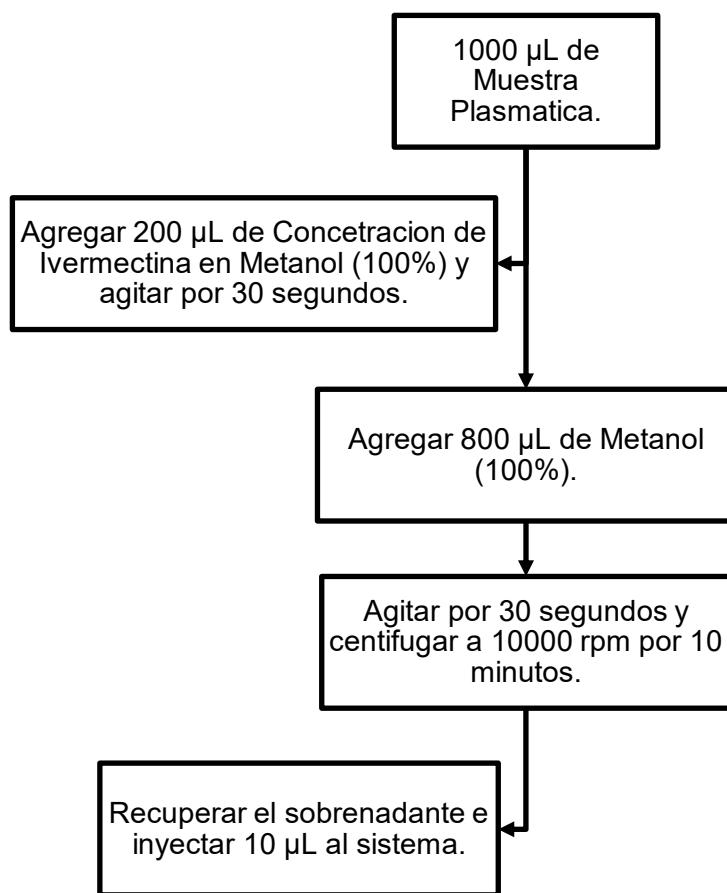 1000 µL de
Muestra
Plasmatica.
Agregar 200 µL de Concetracion de
Ivermectina en Metanol (100%) y
agitar por 30 segundos.
Agregar 800 µL de Metanol
(100%).
Agitar por 30 segundos y
centifugar a 10000 rpm por 10
minutos.
Recuperar el sobrenadante e
inyectar 10 µL al sistema.